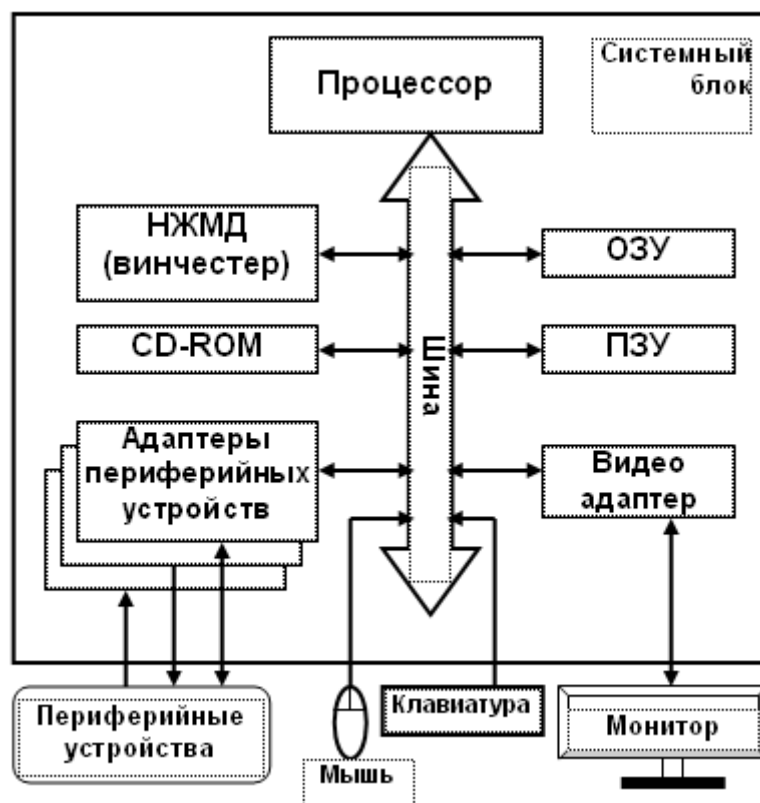 Процессор
Системный
блок
НЖМД
(винчестер)
ОЗУ
CD-ROM
ПЗУ
Шина
Адаптеры
периферийных
устройств
Видео
адаптер
Периферийные
устройства
Мышь
Клавиатура
Монитор